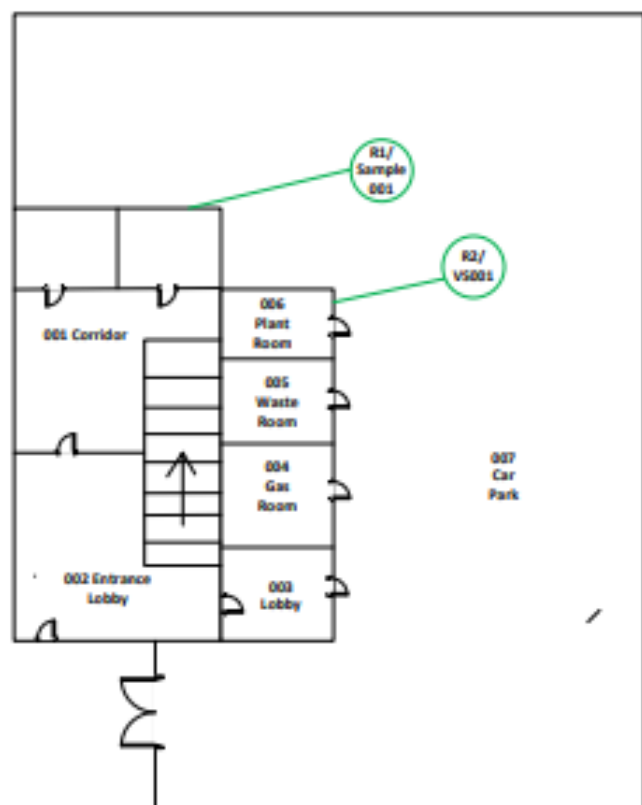 R1/
Sample
001
R2/
VS001
006
Plant
Room
001 Corridor
005
Waste
Room
004
Gas
Room
007
Car
Park
002 Entrance
Lobby
003
Lobby